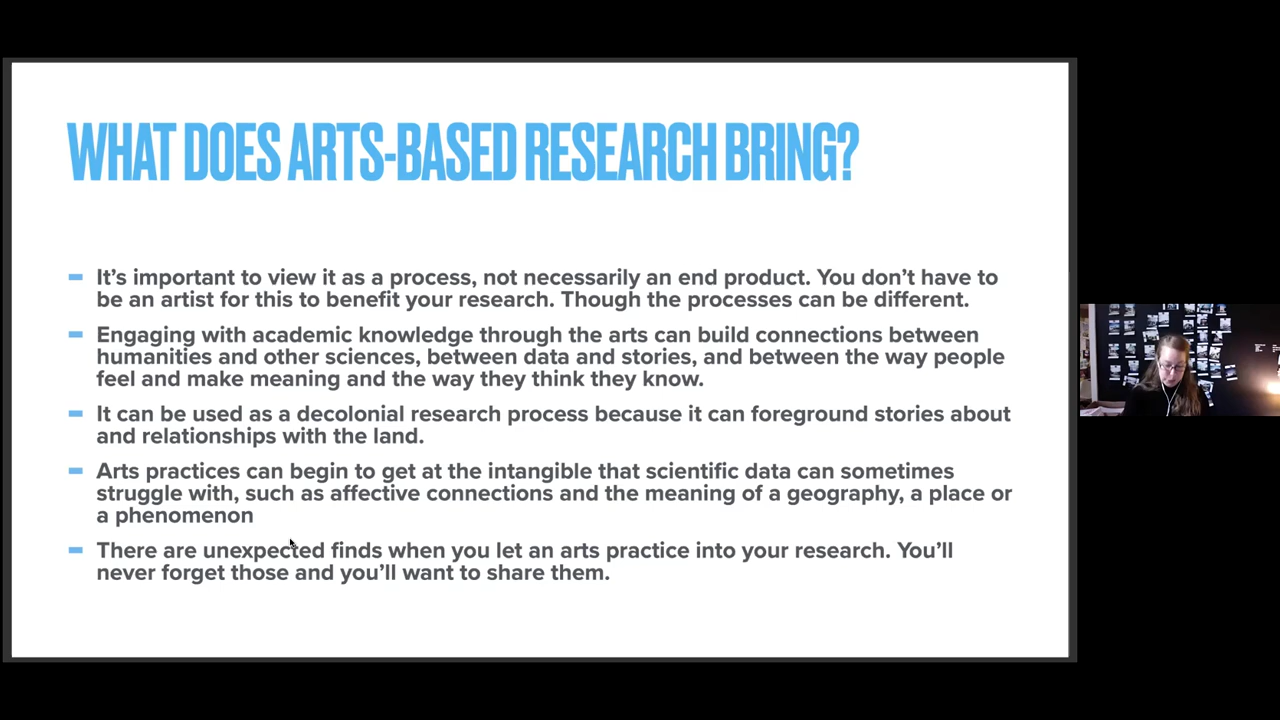 WHAT DOES ARTS-BASED RESEARCH BRING?
It's important to view it as a process, not necessarily an end product. You don't have to
be an artist for this to benefit your research. Though the processes can be different.
Engaging with academic knowledge through the arts can build connections between
humanities and other sciences, between data and stories, and between the way people
feel and make meaning and the way they think they know.
It can be used as a decolonial research process because it can foreground stories about
and relationships with the land.
Arts practices can begin to get at the intangible that scientific data can sometimes
struggle with, such as affective connections and the meaning of a geography, a place or
a phenomenon
There are unexpected finds when you let an arts practice into your research. You'll
never forget those and you'll want to share them.